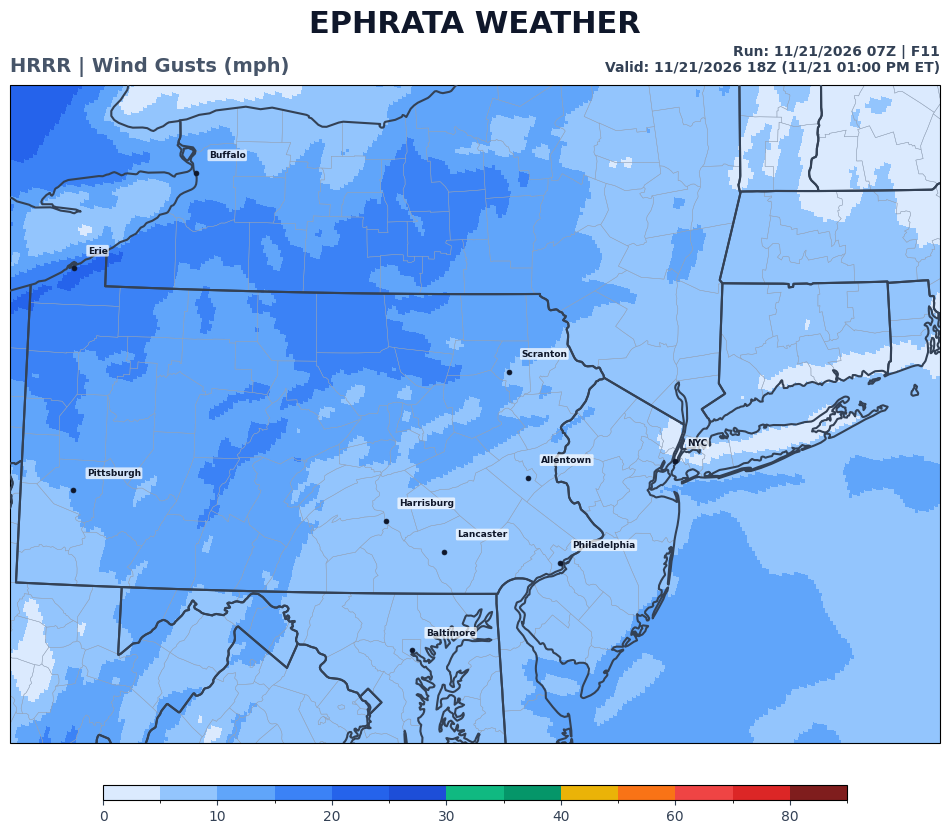 EPHRATA WEATHER
HRRR | Wind Gusts (mph)
Run: 11/21/2026 07Z | F11
Valid: 11/21/2026 18Z (11/21 01:00 PM ET)
Buffalo
Erie
Scranton
NYC
Allentown
Pittsburgh
Harrisburg
Lancaster
Philadelphia
Baltimore
0 10 20 30 40 50 60 70 80